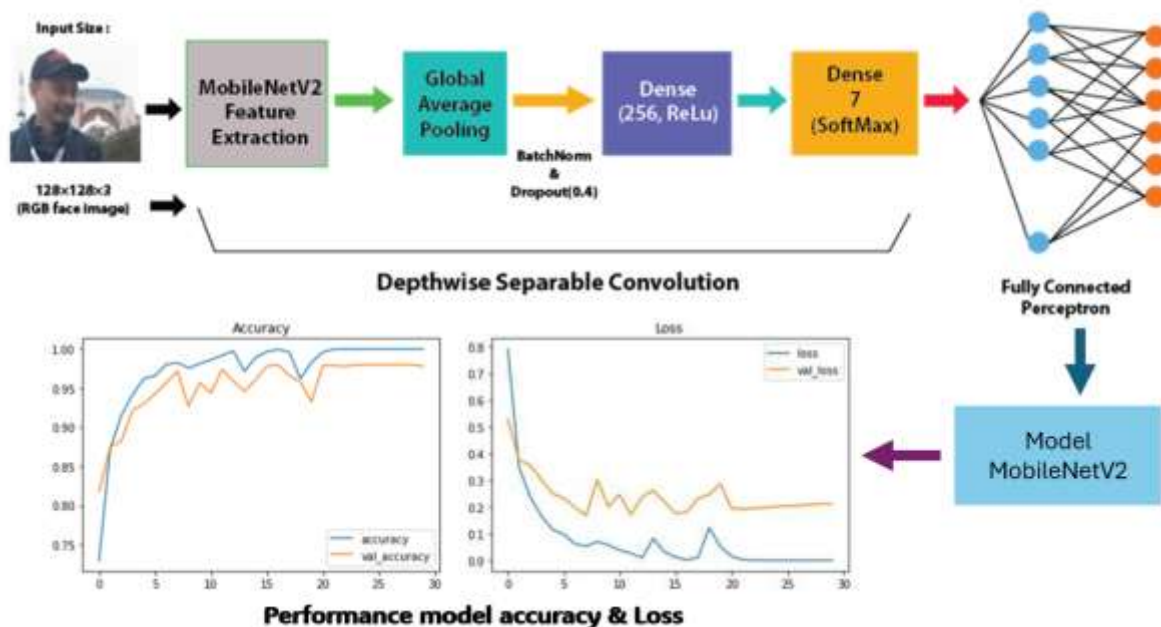 Input Size :
128×128×3
(RGB face image)
MobileNetV2
Feature
Extraction
Global
Average
Pooling
BatchNorm
&
Dropout(0.4)
Dense
(256, ReLu)
Dense
7
(SoftMax)
Depthwise Separable Convolution
Fully Connected
Perceptron
Model
MobileNetV2
Accuracy
1.00
0.95
0.90
0.85
0.80
0.75
0 5 10 15 20 25 30
accuracy
val_accuracy
Loss
0.8
0.7
0.6
0.5
0.4
0.3
0.2
0.1
0.0
0 5 10 15 20 25 30
loss
val_loss
Performance model accuracy & Loss